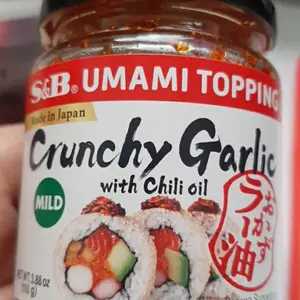 S&B® UMAMI TOPPING
Made in Japan
Crunchy Garlic
with Chili oil
MILD
おかず
ラー油